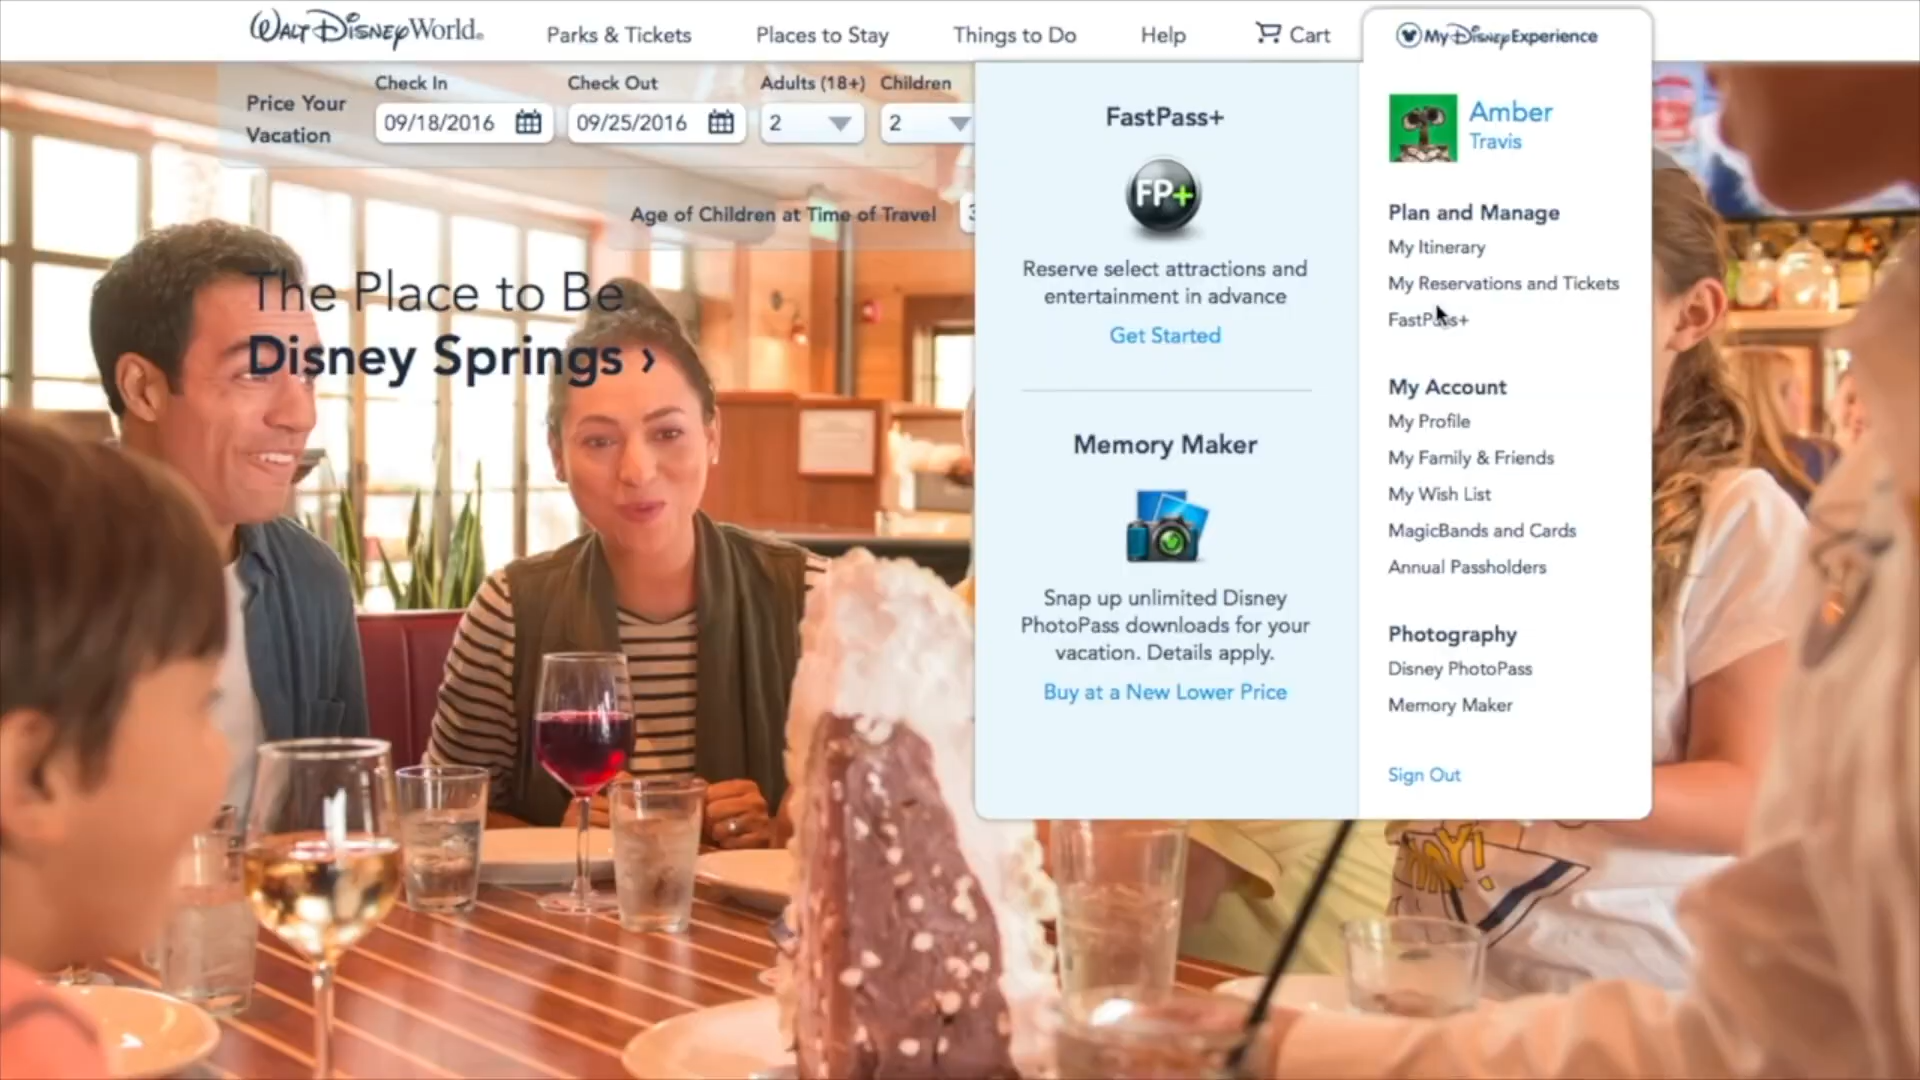 Walt Disney World.
Parks & Tickets
Places to Stay
Things to Do
Help
Cart
My Disney Experience
Price Your
Vacation
Check In
09/18/2016
Check Out
09/25/2016
Adults (18+)
2
Children
2
Age of Children at Time of Travel
The Place to Be
Disney Springs ›
FastPass+
FP+
Reserve select attractions and
entertainment in advance
Get Started
Memory Maker
Snap up unlimited Disney
PhotoPass downloads for your
vacation. Details apply.
Buy at a New Lower Price
Amber
Travis
Plan and Manage
My Itinerary
My Reservations and Tickets
FastPass+
My Account
My Profile
My Family & Friends
My Wish List
MagicBands and Cards
Annual Passholders
Photography
Disney PhotoPass
Memory Maker
Sign Out